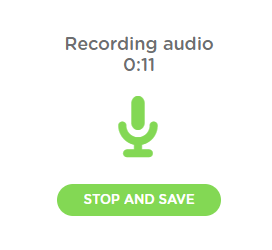 Recording audio
0:11
STOP AND SAVE